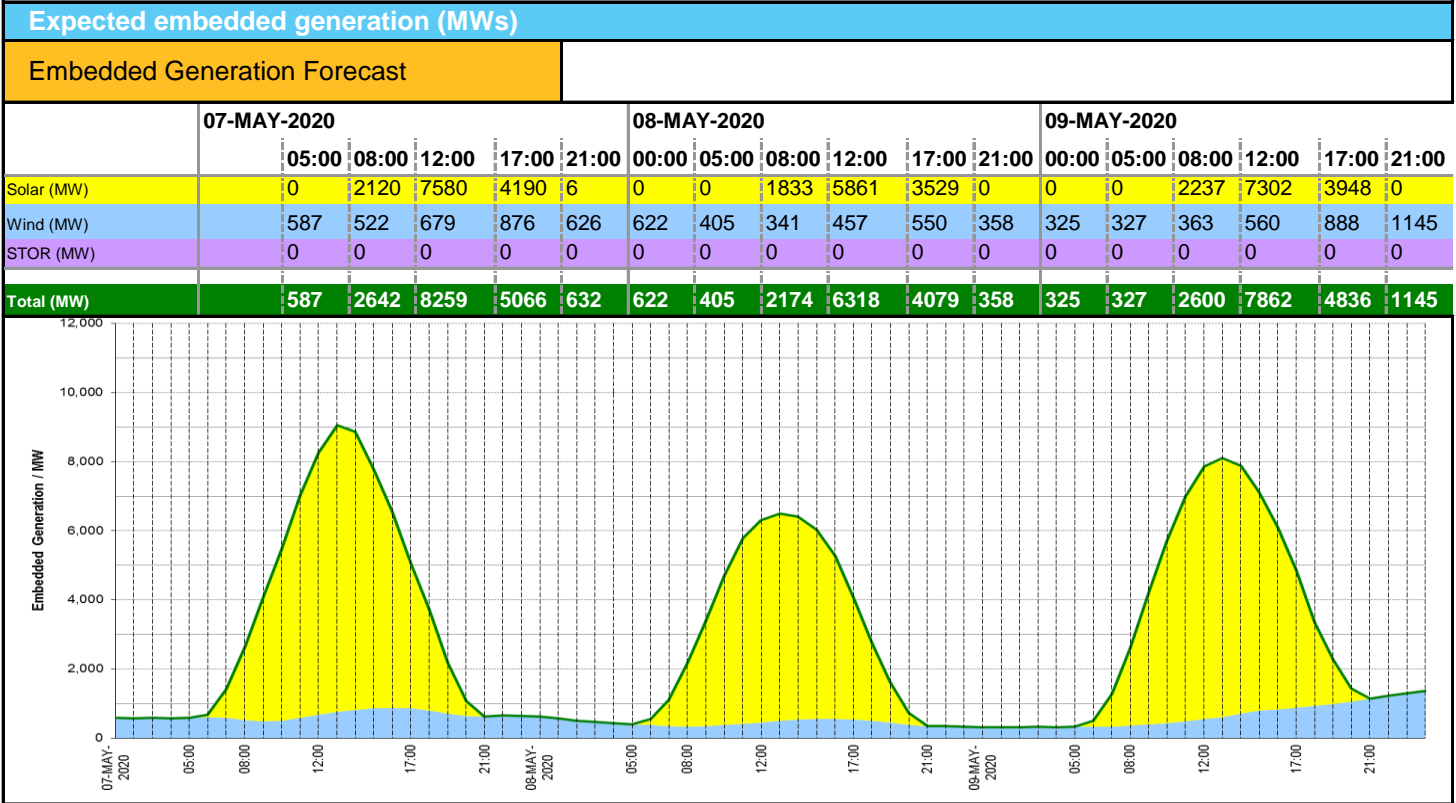 Expected embedded generation (MWs)
Embedded Generation Forecast
07-MAY-2020 08-MAY-2020 09-MAY-2020
05:00 08:00 12:00 17:00 21:00 00:00 05:00 08:00 12:00 17:00 21:00 00:00 05:00 08:00 12:00 17:00 21:00
Solar (MW) 0 2120 7580 4190 6 0 0 1833 5861 3529 0 0 0 2237 7302 3948 0
Wind (MW) 587 522 679 876 626 622 405 341 457 550 358 325 327 363 560 888 1145
STOR (MW) 0 0 0 0 0 0 0 0 0 0 0 0 0 0 0 0 0
Total (MW) 587 2642 8259 5066 632 622 405 2174 6318 4079 358 325 327 2600 7862 4836 1145
12,000
10,000
8,000
6,000
4,000
2,000
0
Embedded Generation / MW
07-MAY-
2020
05:00
08:00
12:00
17:00
21:00
08-MAY-
2020
05:00
08:00
12:00
17:00
21:00
09-MAY-
2020
05:00
08:00
12:00
17:00
21:00